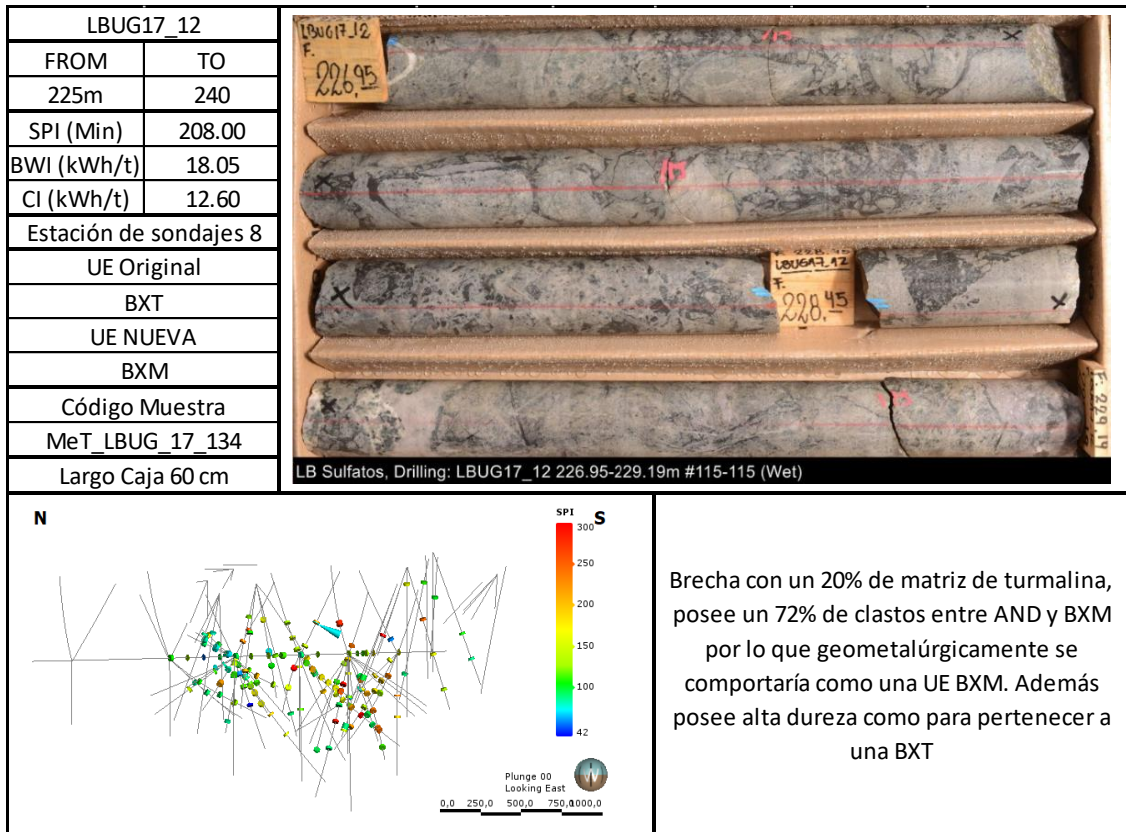 LBUG17_12
FROM TO
225m 240
SPI (Min) 208.00
BWI (kWh/t) 18.05
CI (kWh/t) 12.60
Estación de sondajes 8
UE Original
BXT
UE NUEVA
BXM
Código Muestra
MeT_LBUG_17_134
Largo Caja 60 cm
LBUG17_12
F.
226,95
X
X
LBUG17_12
F.
228,45
X
X
X
F. 229,19
LB Sulfatos, Drilling: LBUG17_12 226.95-229.19m #115-115 (Wet)
N
SPI
S
300
250
200
150
100
42
Plunge 00
Looking East
0,0 250,0 500,0 750,0 1000,0
Brecha con un 20% de matriz de turmalina,
posee un 72% de clastos entre AND y BXM
por lo que geometalúrgicamente se
comportaría como una UE BXM. Además
posee alta dureza como para pertenecer a
una BXT